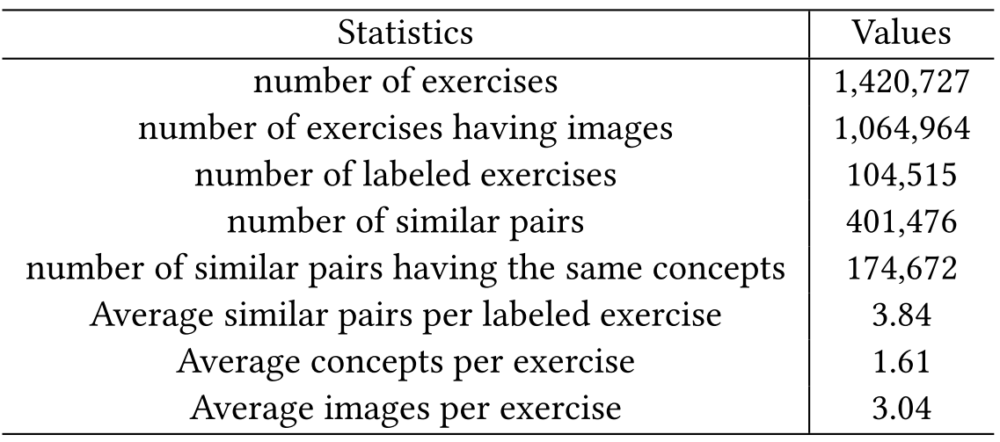 Statistics Values
number of exercises 1,420,727
number of exercises having images 1,064,964
number of labeled exercises 104,515
number of similar pairs 401,476
number of similar pairs having the same concepts 174,672
Average similar pairs per labeled exercise 3.84
Average concepts per exercise 1.61
Average images per exercise 3.04